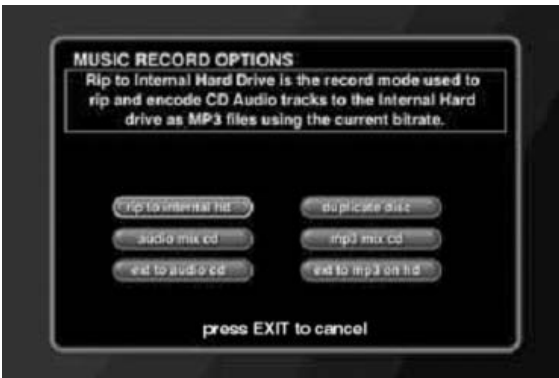 MUSIC RECORD OPTIONS
Rip to Internal Hard Drive is the record mode used to
rip and encode CD Audio tracks to the Internal Hard
drive as MP3 files using the current bitrate.
rip to internal hd duplicate disc
audio mix cd mp3 mix cd
ext to audio cd ext to mp3 on hd
press EXIT to cancel